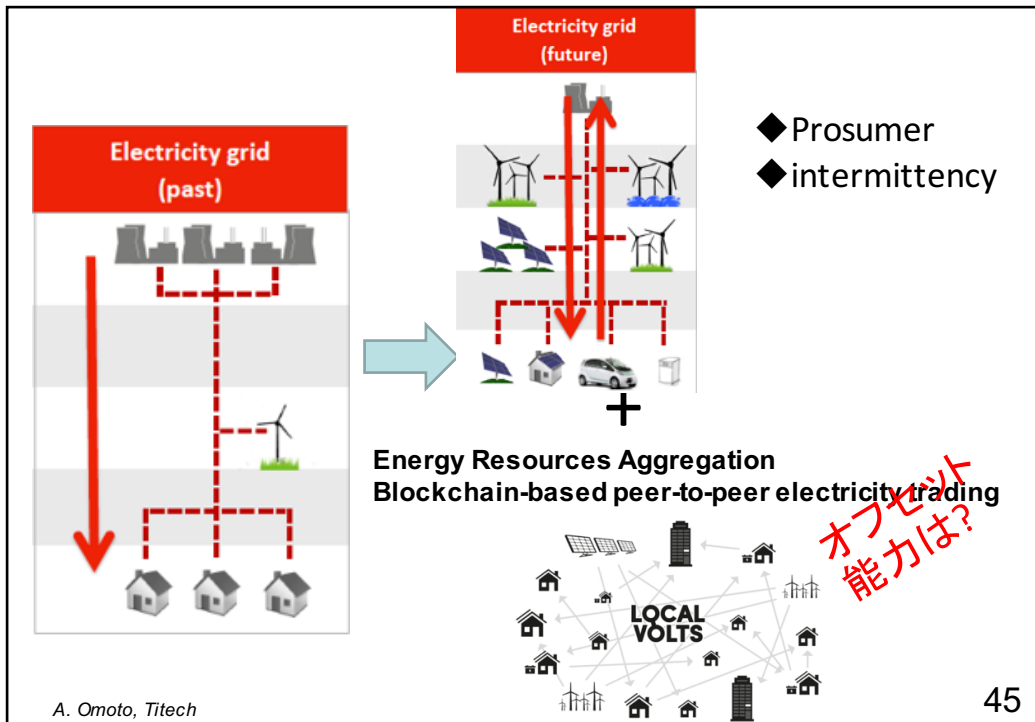 Electricity grid
(past)
Electricity grid
(future)
◆Prosumer
◆intermittency
+
Energy Resources Aggregation
Blockchain-based peer-to-peer electricity trading
オフセット
能力は?
LOCAL
VOLTS
A. Omoto, Titech
45